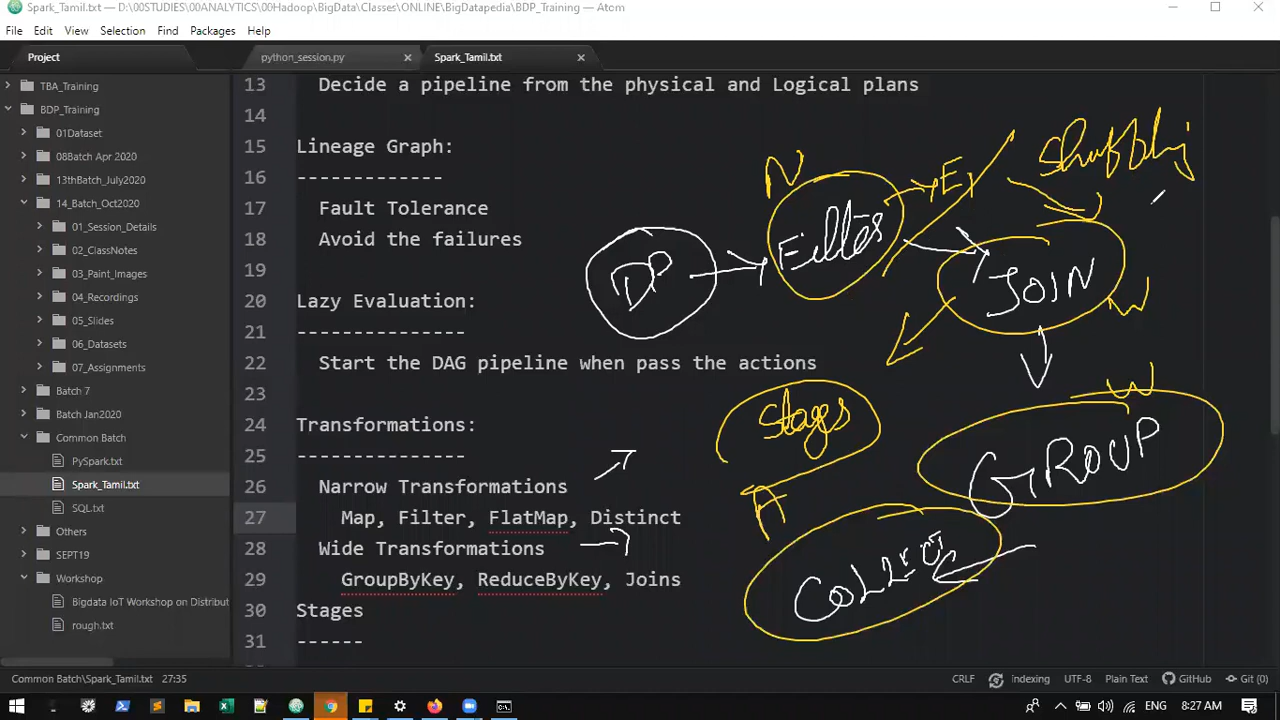 Spark_Tamil.txt — D:\00STUDIES\00ANALYTICS\00Hadoop\BigData\Classes\ONLINE\BigDatapedia\BDP_Training — Atom
File Edit View Selection Find Packages Help
Project
python_session.py
Spark_Tamil.txt
TBA_Training
BDP_Training
01Dataset
08Batch Apr 2020
13thBatch_July2020
14_Batch_Oct2020
01_Session_Details
02_ClassNotes
03_Paint_Images
04_Recordings
05_Slides
06_Datasets
07_Assignments
Batch 7
Batch Jan2020
Common Batch
PySpark.txt
Spark_Tamil.txt
SQL.txt
Others
SEPT19
Workshop
Bigdata IoT Workshop on Distribut
rough.txt
13 Decide a pipeline from the physical and Logical plans
14
15 Lineage Graph:
16 -------------
17 Fault Tolerance
18 Avoid the failures
19
20 Lazy Evaluation:
21 ---------------
22 Start the DAG pipeline when pass the actions
23
24 Transformations:
25 ---------------
26 Narrow Transformations
27 Map, Filter, FlatMap, Distinct
28 Wide Transformations
29 GroupByKey, ReduceByKey, Joins
30 Stages
31 ------
N
Ex
Shuffling
DP
Filter
JOIN
W
Stages
W
GROUP
A
Collect
Common Batch\Spark_Tamil.txt 27:35
CRLF Indexing UTF-8 Plain Text GitHub Git (0)
ENG 8:27 AM